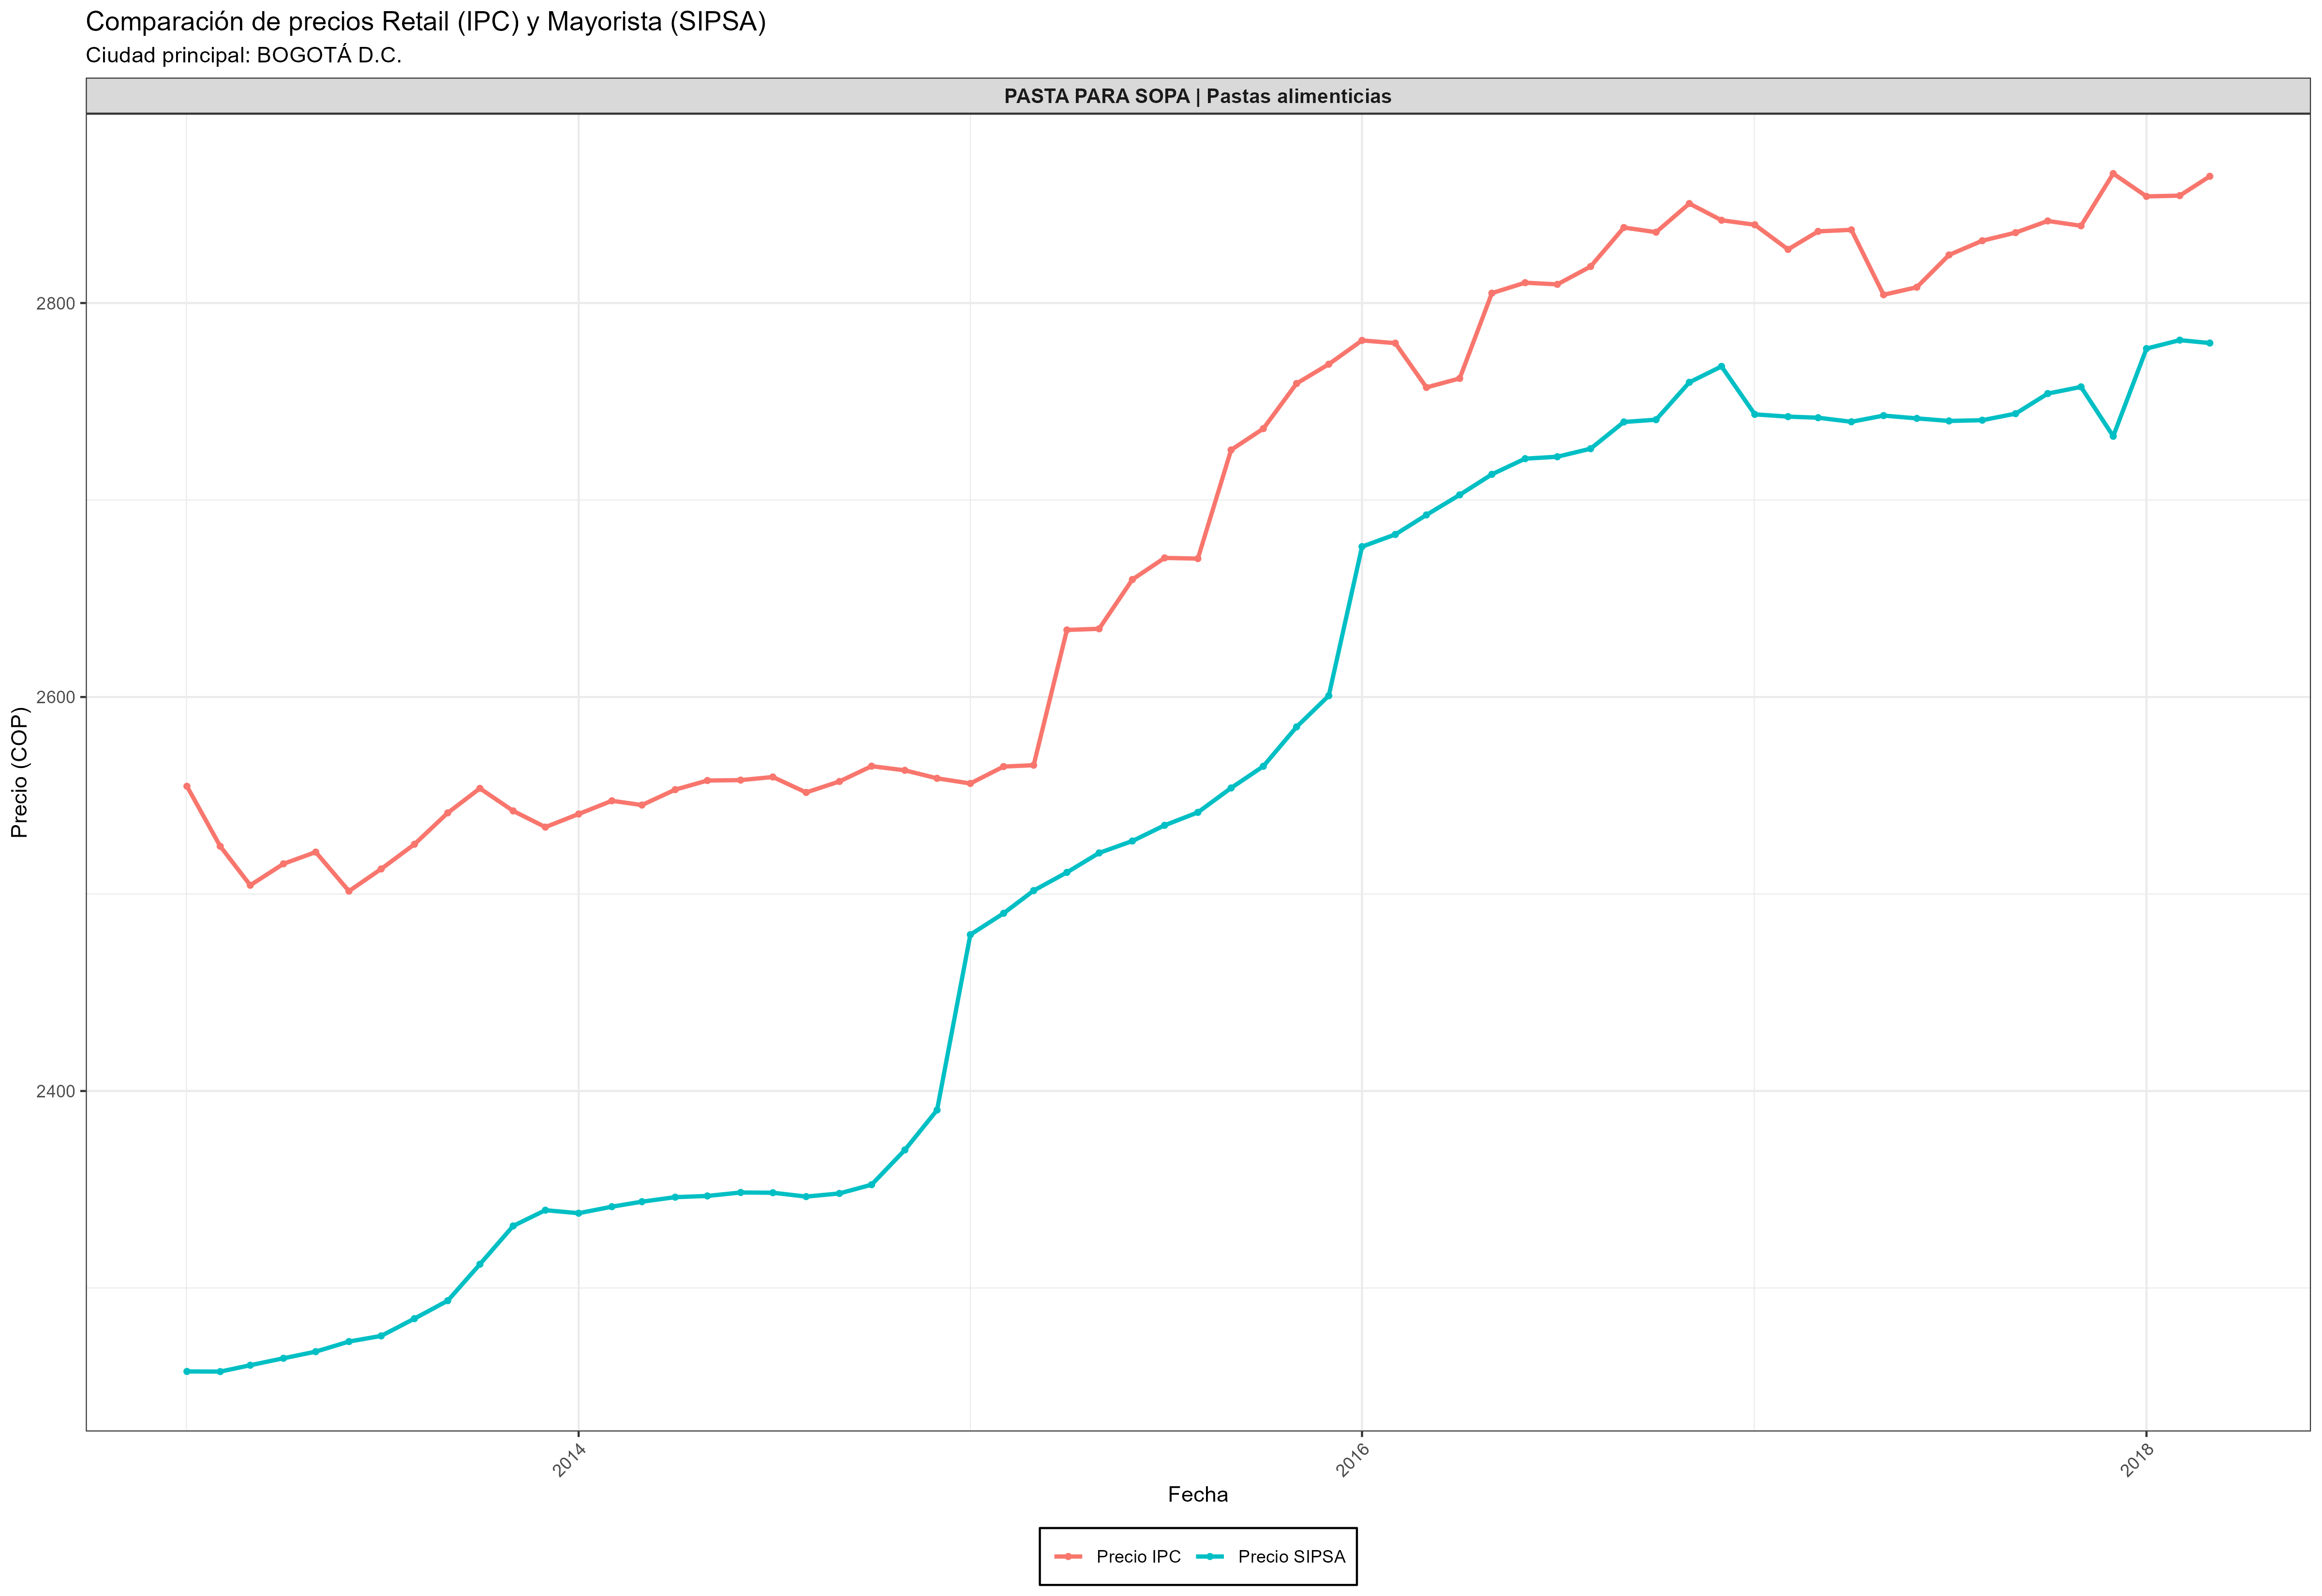 Comparación de precios Retail (IPC) y Mayorista (SIPSA)
Ciudad principal: BOGOTÁ D.C.
PASTA PARA SOPA | Pastas alimenticias
Precio (COP)
2800
2600
2400
2014
2016
2018
Fecha
Precio IPC
Precio SIPSA